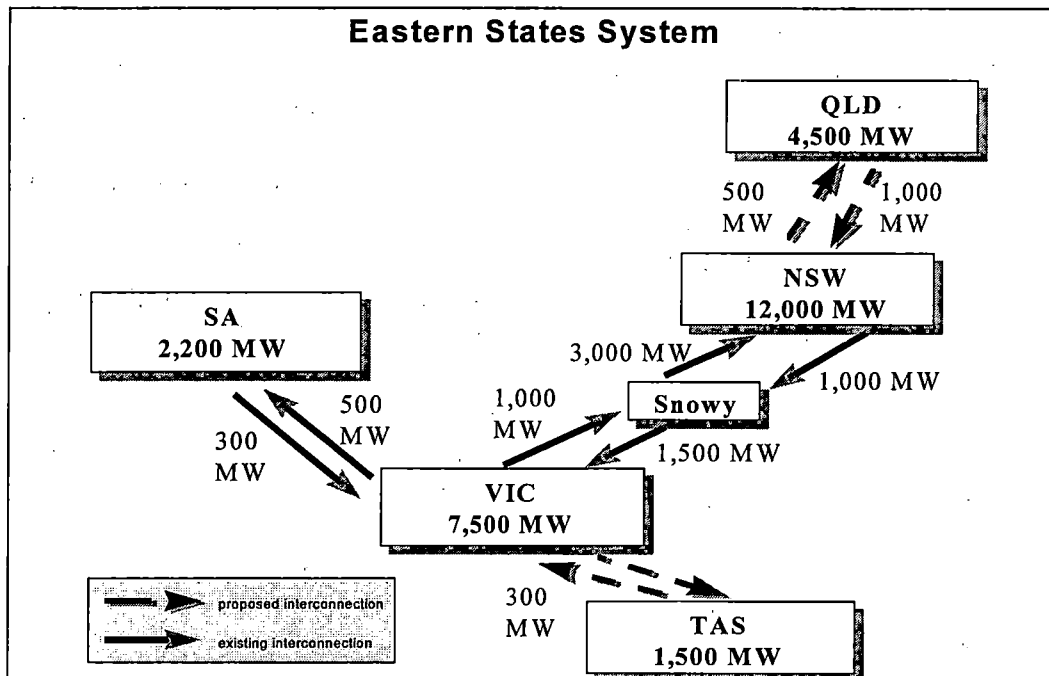 Eastern States System
QLD
4,500 MW
500
MW
1,000
MW
NSW
12,000 MW
SA
2,200 MW
3,000 MW
1,000 MW
Snowy
500
MW
300
MW
1,000
MW
1,500 MW
VIC
7,500 MW
300
MW
TAS
1,500 MW
proposed interconnection
existing interconnection